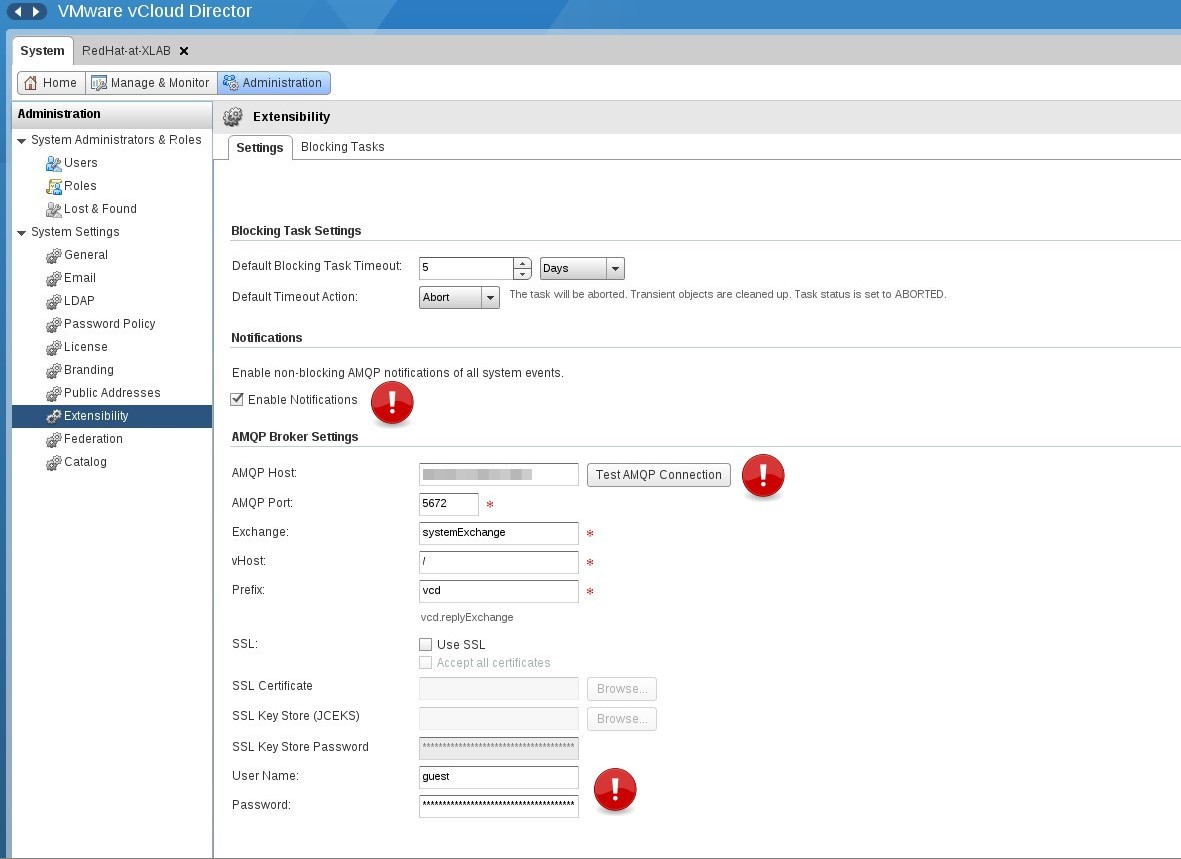 VMware vCloud Director
System
RedHat-at-XLAB
Home
Manage & Monitor
Administration
Administration
System Administrators & Roles
Users
Roles
Lost & Found
System Settings
General
Email
LDAP
Password Policy
License
Branding
Public Addresses
Extensibility
Federation
Catalog
Extensibility
Settings
Blocking Tasks
Blocking Task Settings
Default Blocking Task Timeout: 5 Days
Default Timeout Action: Abort The task will be aborted. Transient objects are cleaned up. Task status is set to ABORTED.
Notifications
Enable non-blocking AMQP notifications of all system events.
Enable Notifications !
AMQP Broker Settings
AMQP Host: Test AMQP Connection !
AMQP Port: 5672 *
Exchange: systemExchange *
vHost: / *
Prefix: vcd *
vcd.replyExchange
SSL: Use SSL
Accept all certificates
SSL Certificate Browse...
SSL Key Store (JCEKS) Browse...
SSL Key Store Password ************************************
User Name: guest
!
Password: ************************************